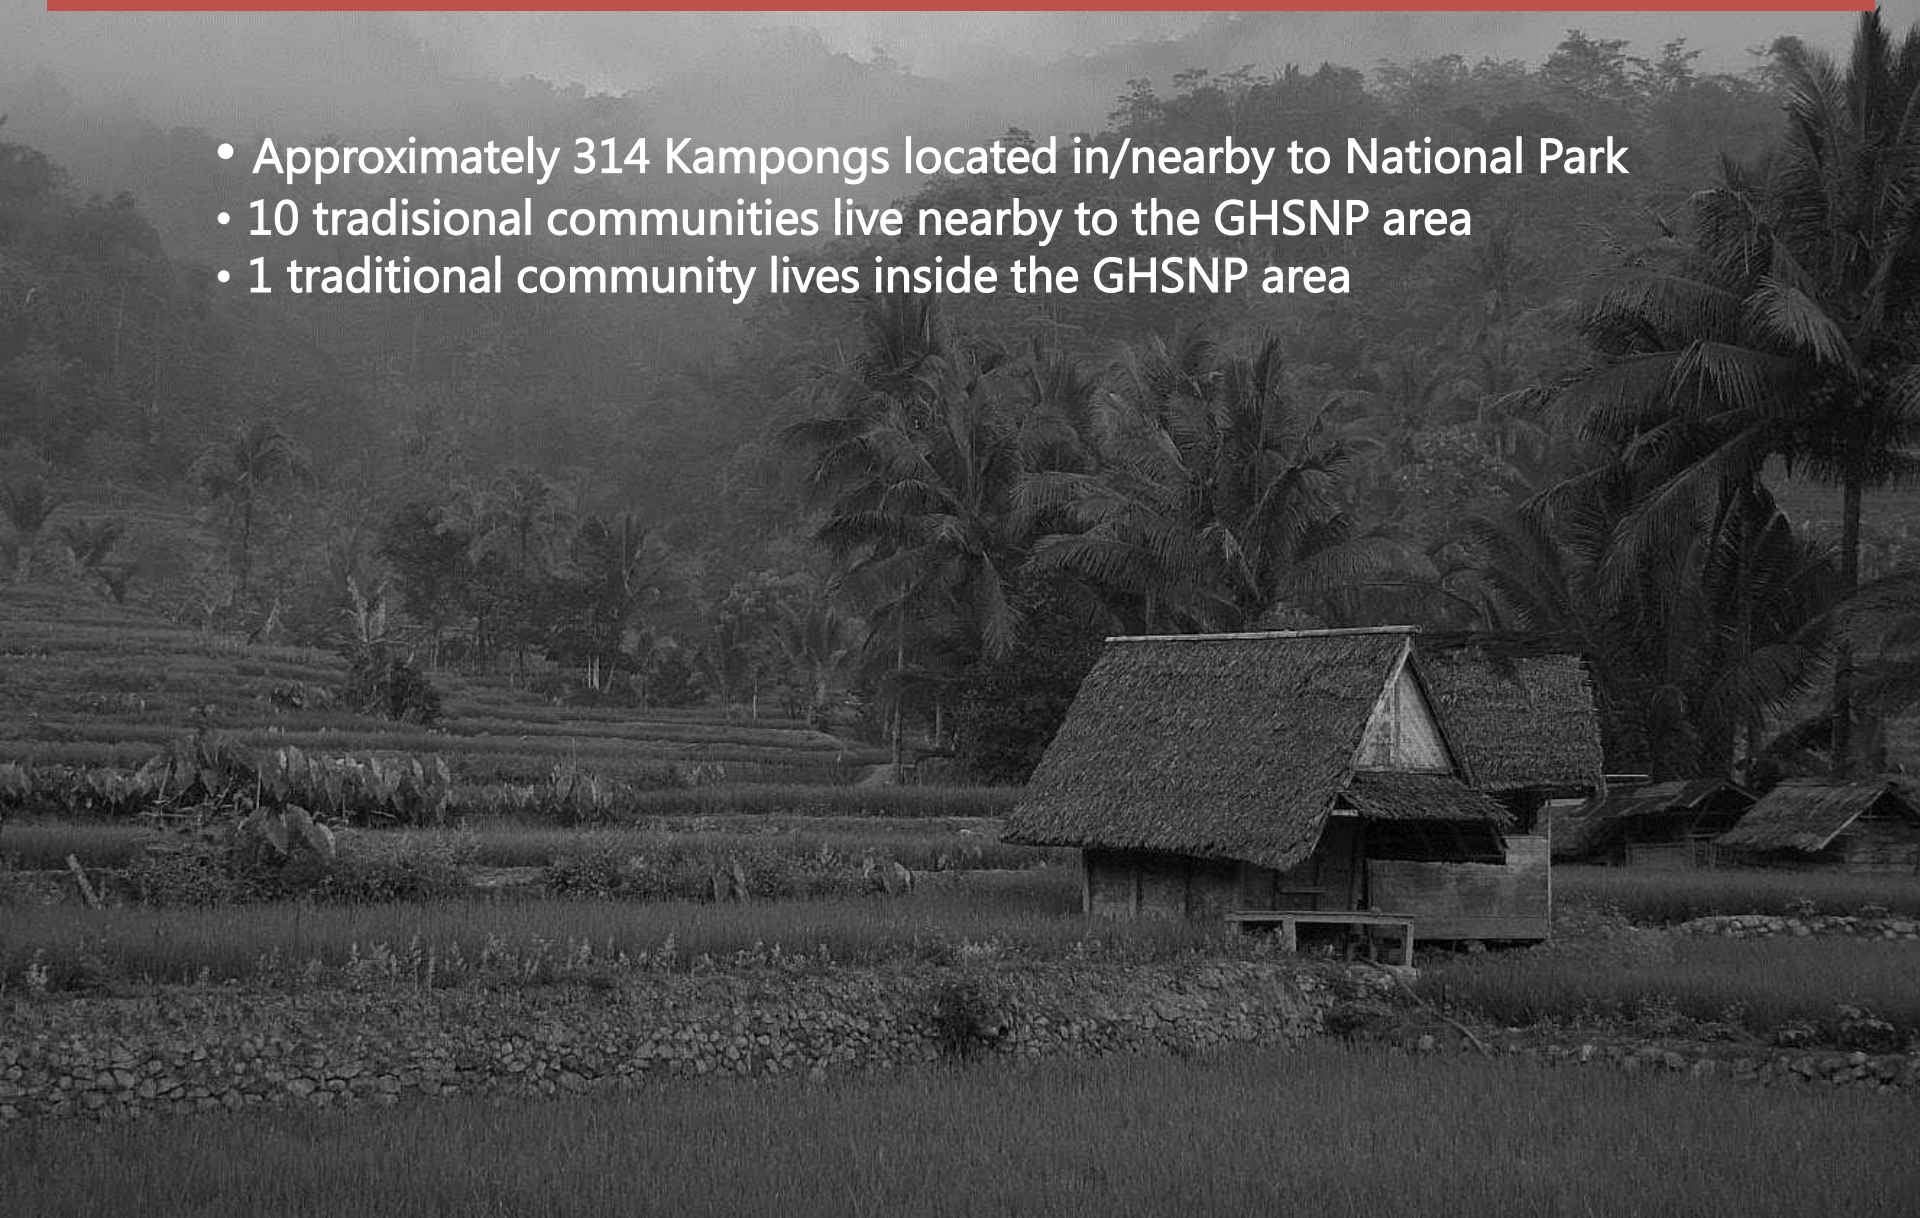 • Approximately 314 Kampongs located in/nearby to National Park
• 10 tradisional communities live nearby to the GHSNP area
• 1 traditional community lives inside the GHSNP area